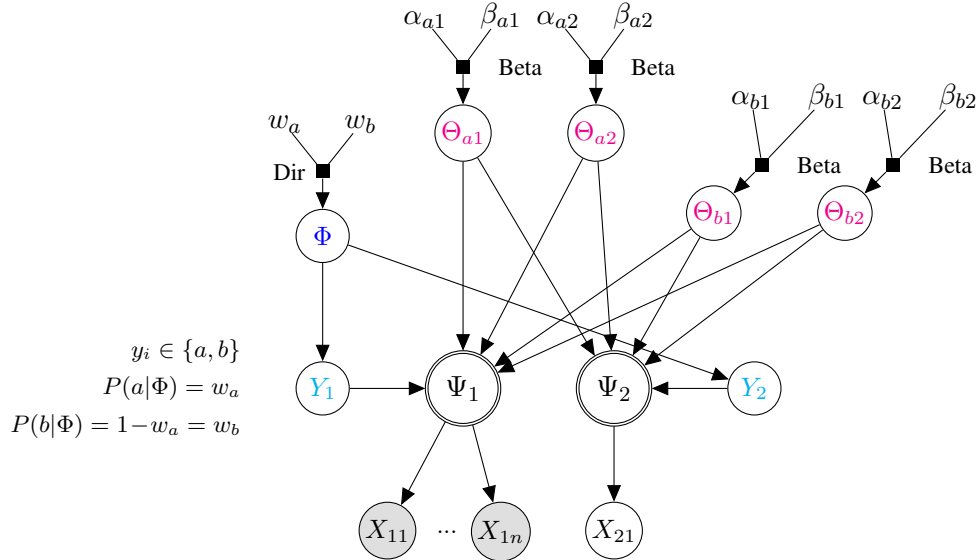 α_{a1} β_{a1} α_{a2} β_{a2}
Beta Beta
α_{b1} β_{b1} α_{b2} β_{b2}
w_a w_b
Θ_{a1} Θ_{a2}
Dir
Beta Beta
Θ_{b1} Θ_{b2}
Φ
y_i ∈ {a, b}
P(a|Φ) = w_a
P(b|Φ) = 1−w_a = w_b
Y_1 Ψ_1 Ψ_2 Y_2
X_{11} ... X_{1n} X_{21}